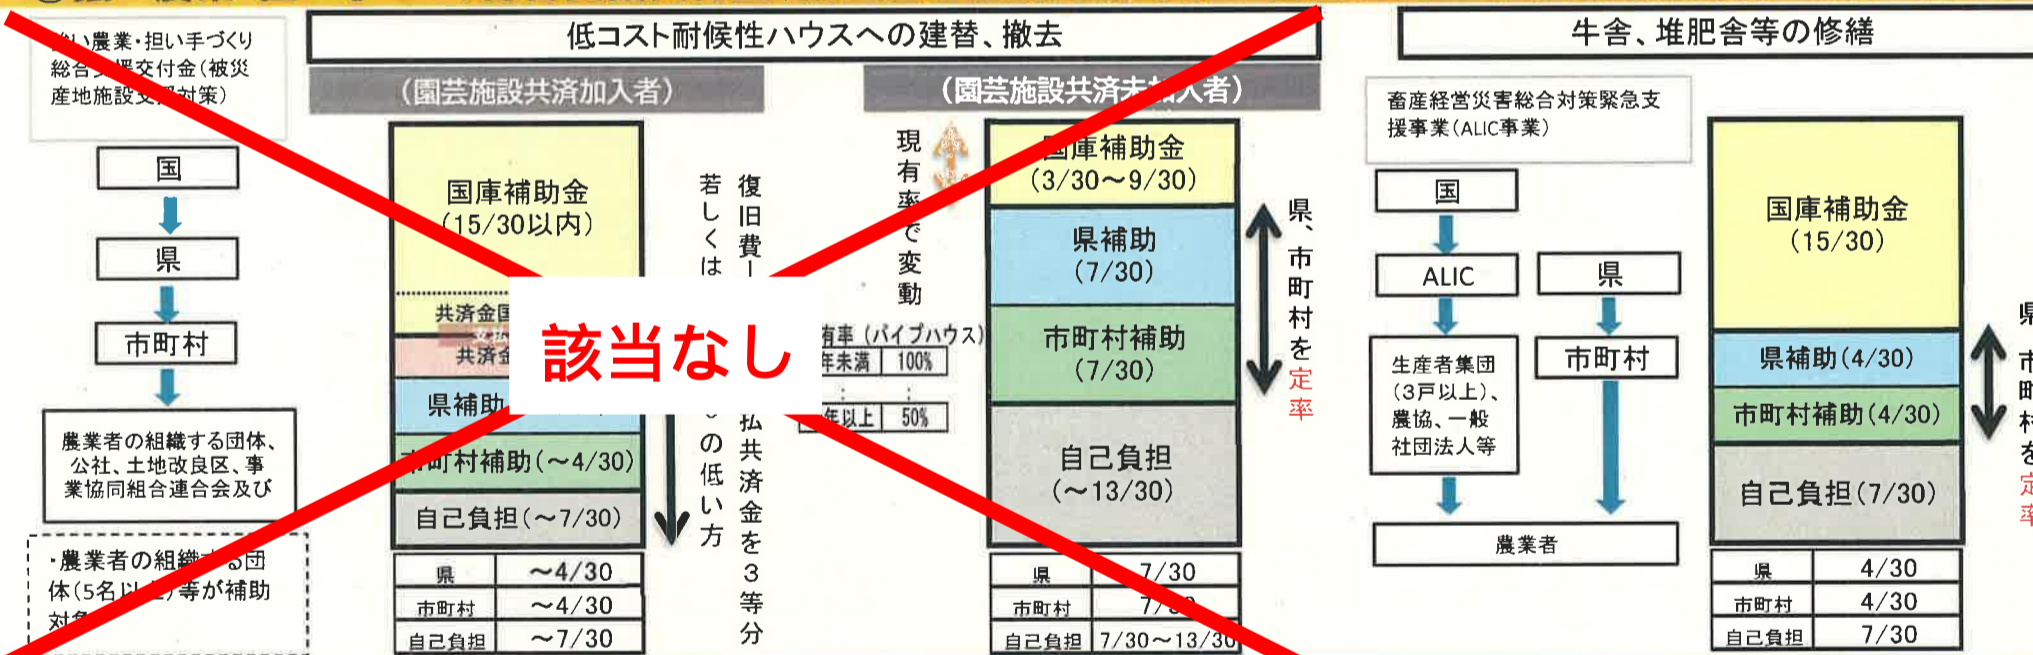 低コスト耐候性ハウスへの建替、撤去
い農業・担い手づくり
総合支援交付金(被災
産地施設支援対策)
国
県
市町村
農業者の組織する団体、
公社、土地改良区、事
業協同組合連合会及び
・農業者の組織する団
体(5名以上)等が補助
(園芸施設共済加入者)
国庫補助金
(15/30以内)
共済金国
共済金
県補助
市町村補助(~4/30)
自己負担(~7/30)
県 ~4/30
市町村 ~4/30
自己負担 ~7/30
復旧費
払共済金を3等分
若しくは
の低い方
該当なし
(園芸施設共済未加入者)
現有率で変動
有率(パイプハウス)
年未満 100%
: :
年以上 50%
国庫補助金
(3/30~9/30)
県補助
(7/30)
市町村補助
(7/30)
自己負担
(~13/30)
県 7/30
市町村 7/30
自己負担 7/30~13/30
県、市町村を定率
牛舎、堆肥舎等の修繕
畜産経営災害総合対策緊急支
援事業(ALIC事業)
国
ALIC
県
生産者集団
(3戸以上)、
農協、一般
社団法人等
市町村
農業者
国庫補助金
(15/30)
県補助(4/30)
市町村補助(4/30)
自己負担(7/30)
県 4/30
市町村 4/30
自己負担 7/30